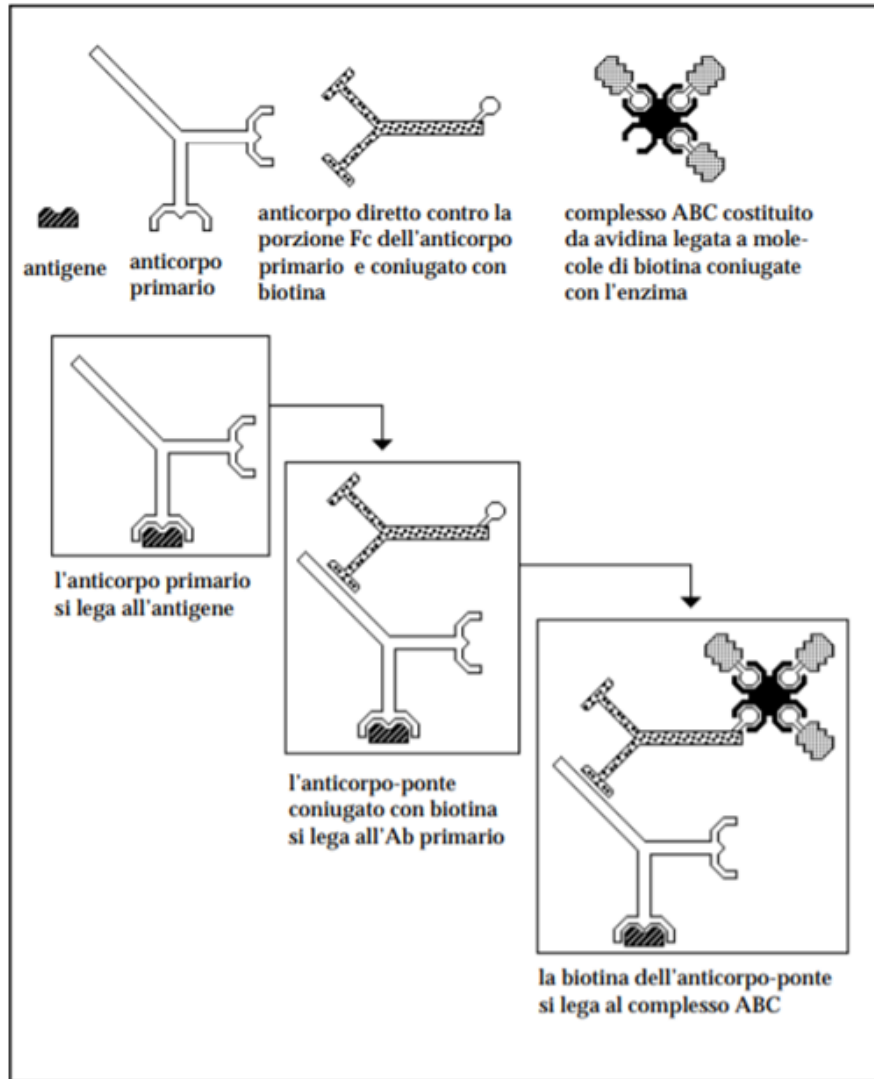 antigene
anticorpo
primario
anticorpo diretto contro la
porzione Fc dell'anticorpo
primario e coniugato con
biotina
complesso ABC costituito
da avidina legata a mole-
cole di biotina coniugate
con l'enzima
l'anticorpo primario
si lega all'antigene
l'anticorpo-ponte
coniugato con biotina
si lega all'Ab primario
la biotina dell'anticorpo-ponte
si lega al complesso ABC